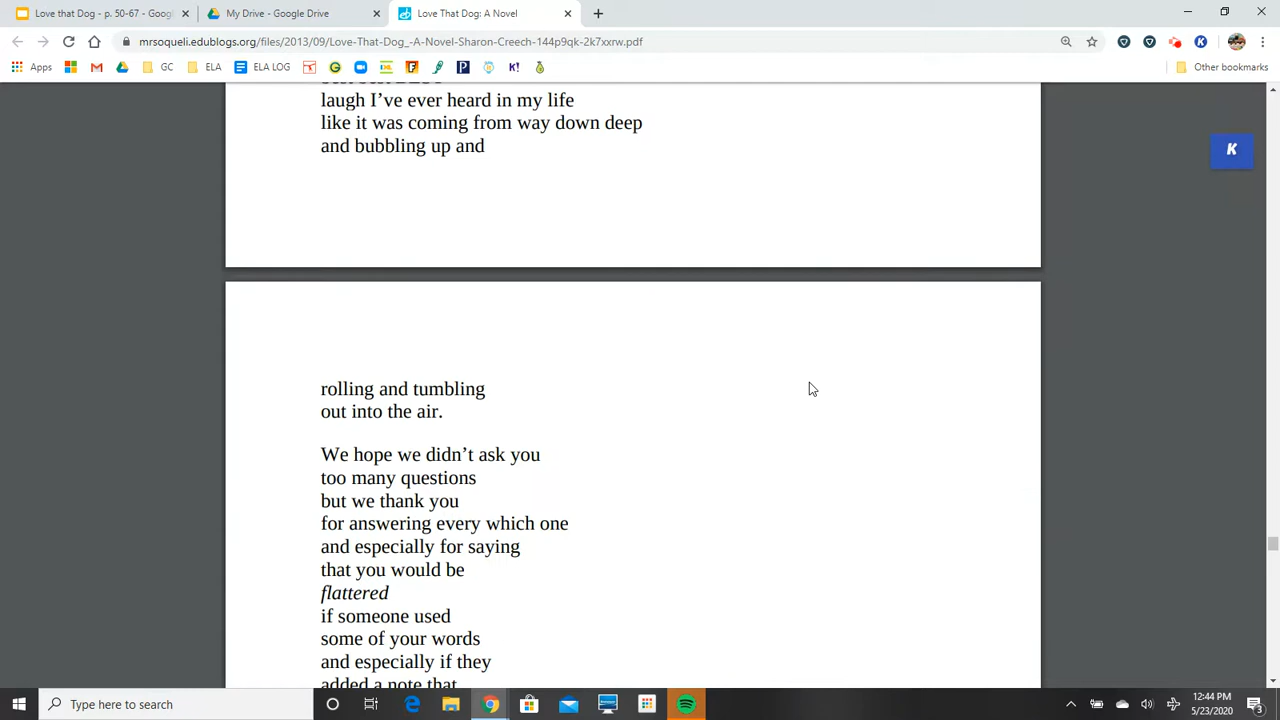 Love that Dog - p. 50-67 - Googl
My Drive - Google Drive
Love That Dog: A Novel
mrsoqueli.edublogs.org/files/2013/09/Love-That-Dog_-A-Novel-Sharon-Creech-144p9qk-2k7xxrw.pdf
Apps
GC
ELA
ELA LOG
Other bookmarks
laugh I’ve ever heard in my life
like it was coming from way down deep
and bubbling up and
K
rolling and tumbling
out into the air.
We hope we didn’t ask you
too many questions
but we thank you
for answering every which one
and especially for saying
that you would be
flattered
if someone used
some of your words
and especially if they
added a note that
Type here to search
12:44 PM
5/23/2020
3